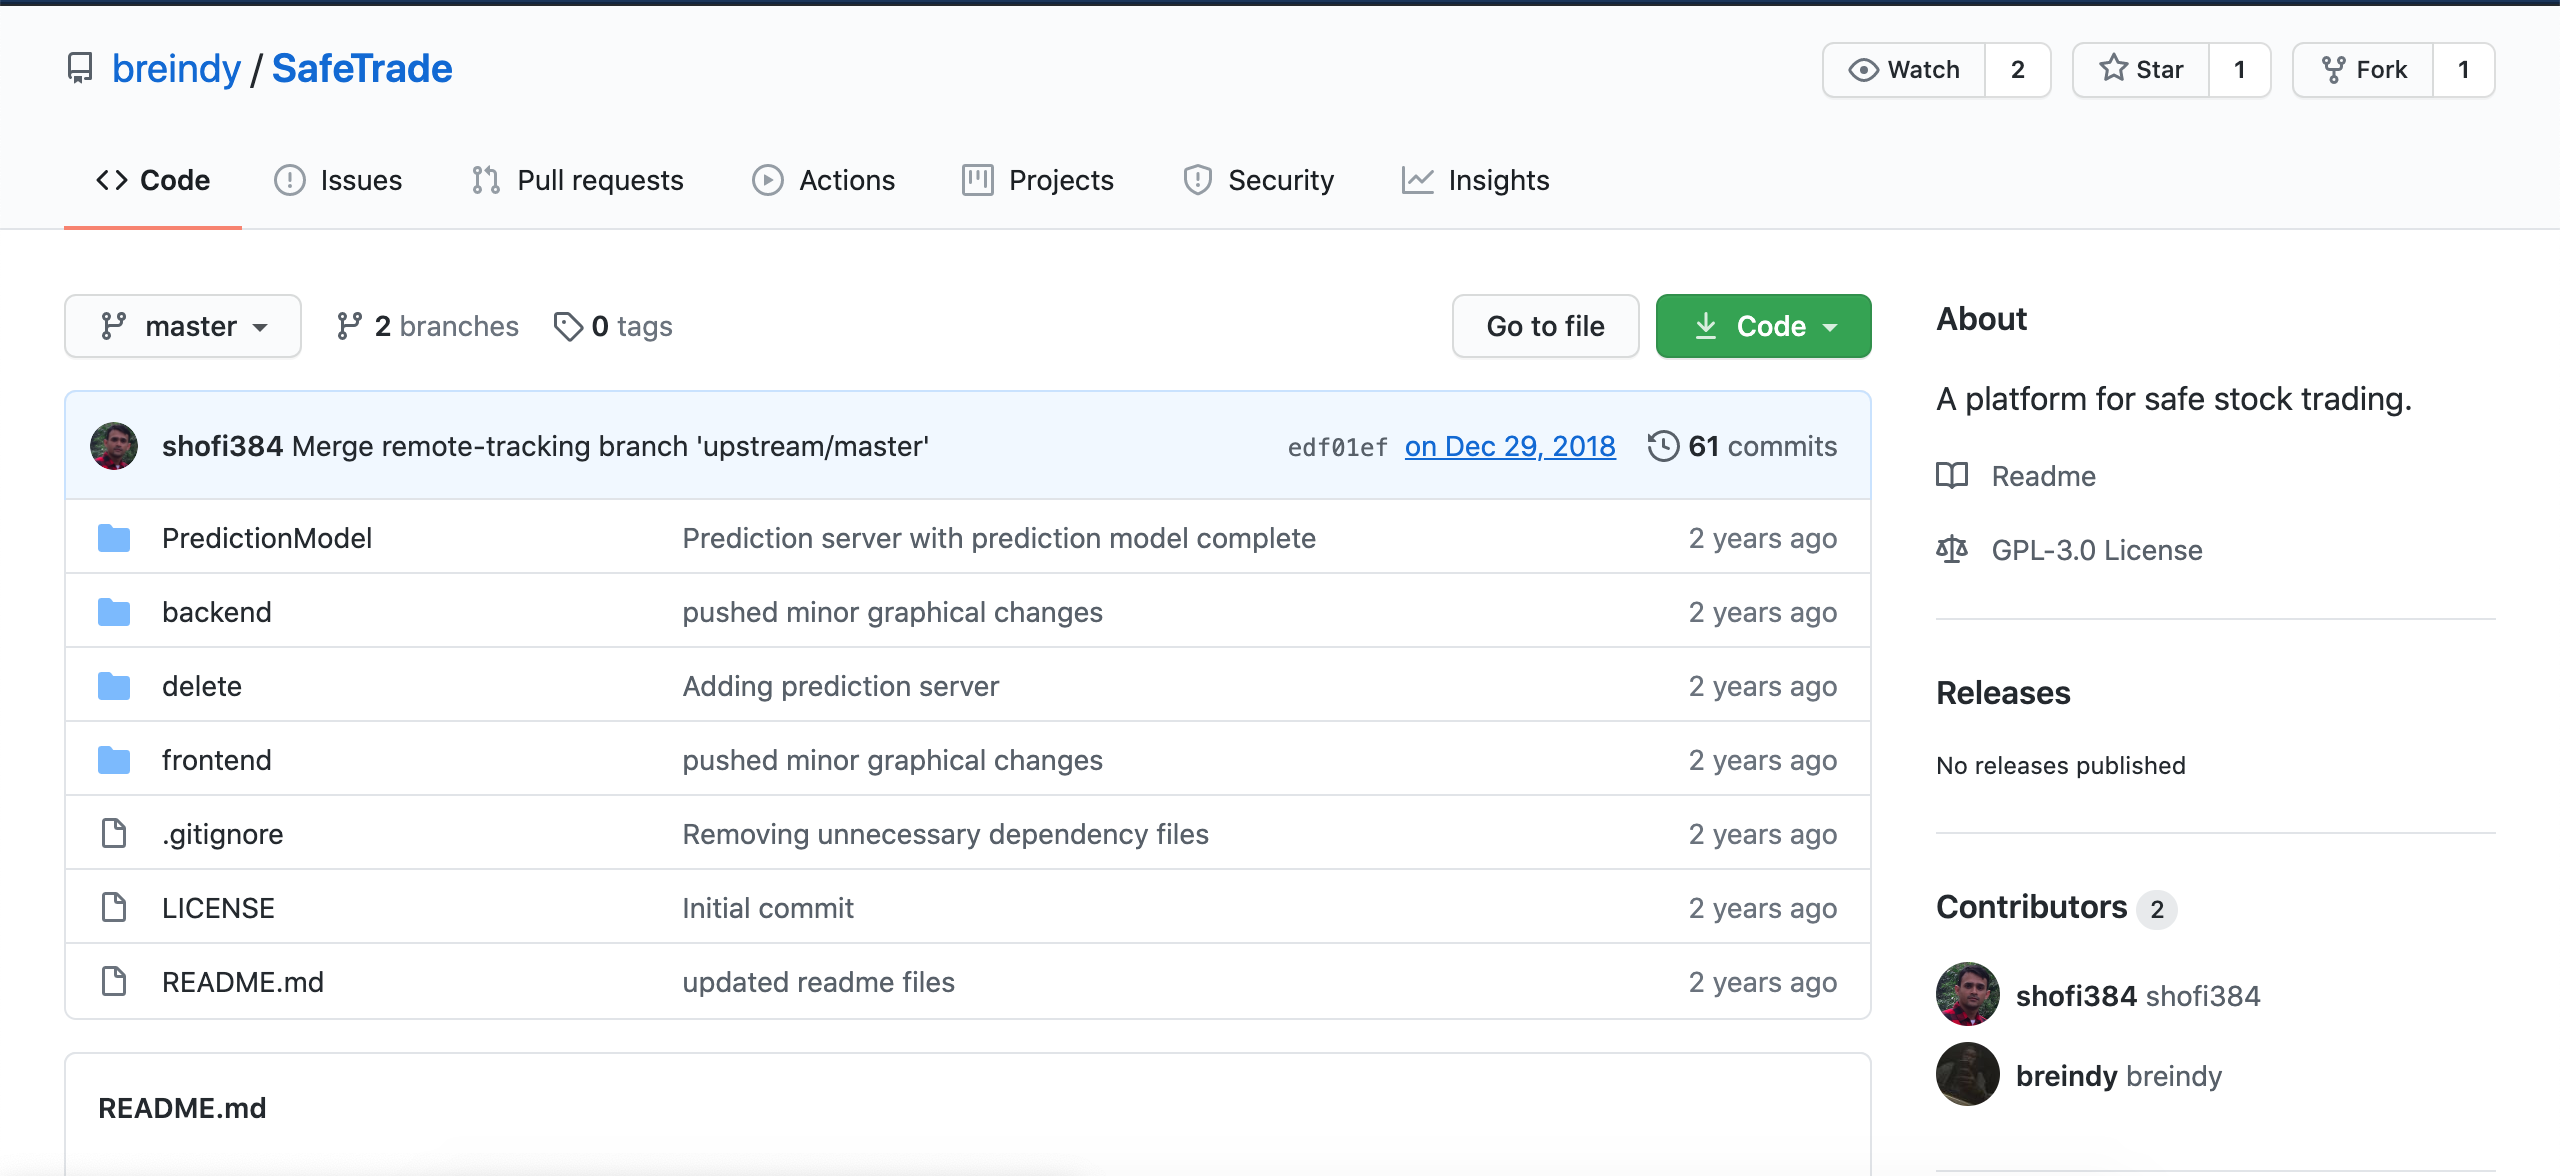 breindy / SafeTrade
Watch 2 Star 1 Fork 1
Code Issues Pull requests Actions Projects Security Insights
master 2 branches 0 tags Go to file Code
shofi384 Merge remote-tracking branch 'upstream/master' edf01ef on Dec 29, 2018 61 commits
PredictionModel Prediction server with prediction model complete 2 years ago
backend pushed minor graphical changes 2 years ago
delete Adding prediction server 2 years ago
frontend pushed minor graphical changes 2 years ago
.gitignore Removing unnecessary dependency files 2 years ago
LICENSE Initial commit 2 years ago
README.md updated readme files 2 years ago
README.md
About
A platform for safe stock trading.
Readme
GPL-3.0 License
Releases
No releases published
Contributors 2
shofi384 shofi384
breindy breindy